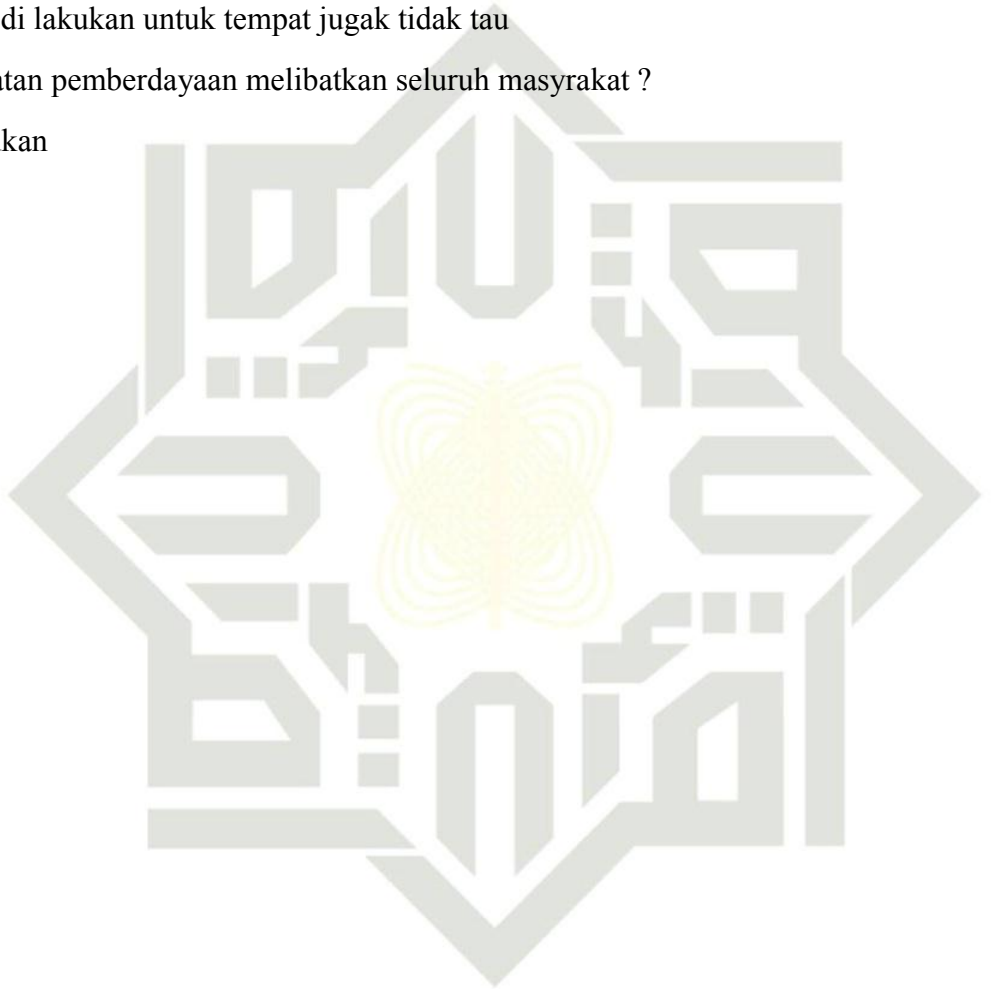 di lakukan untuk tempat jugak tidak tau
atan pemberdayaan melibatkan seluruh masyrakat ?
kan